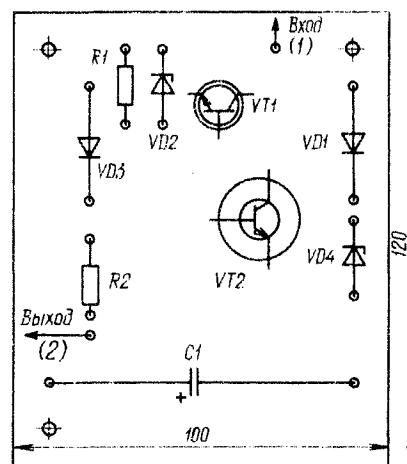 Вход
(1)
R1
VD2
VT1
VD1
VD3
VT2
VD4
R2
120
Выход
(2)
C1
+
100